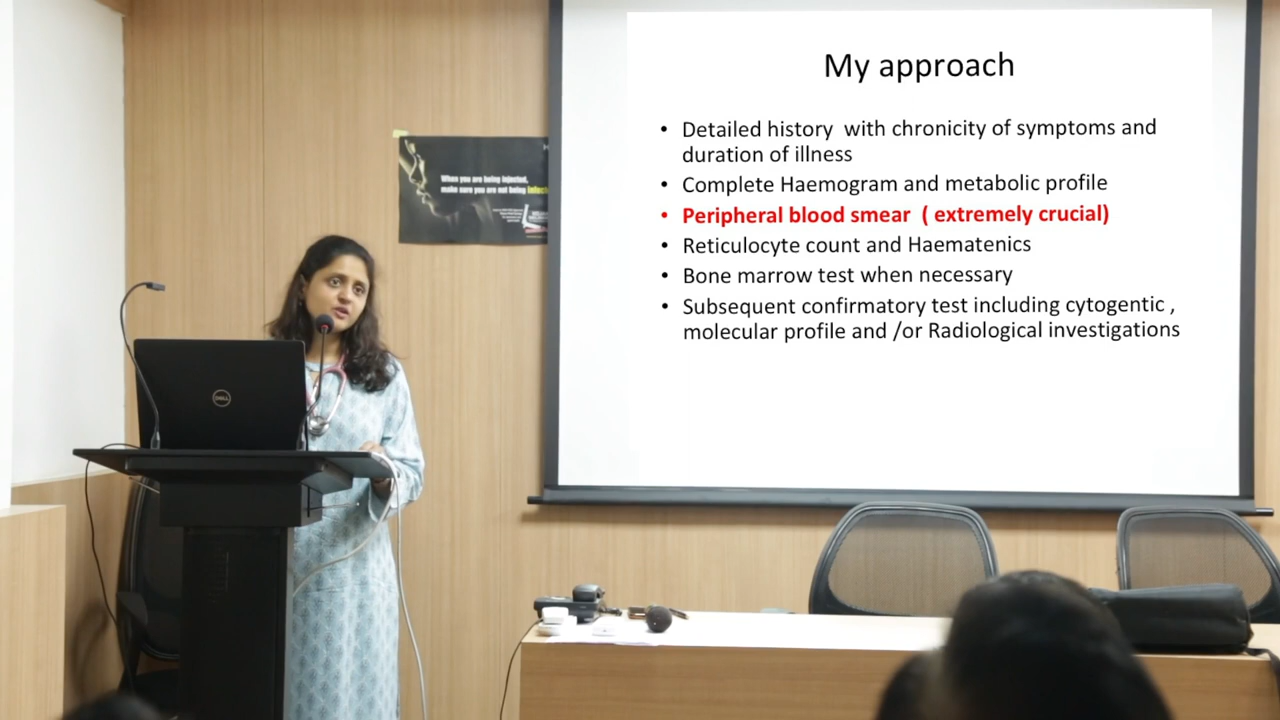 My approach
• Detailed history with chronicity of symptoms and
duration of illness
• Complete Haemogram and metabolic profile
• Peripheral blood smear ( extremely crucial)
• Reticulocyte count and Haematenics
• Bone marrow test when necessary
• Subsequent confirmatory test including cytogentic ,
molecular profile and /or Radiological investigations
When you are being injected,
make sure you are not being
DELL